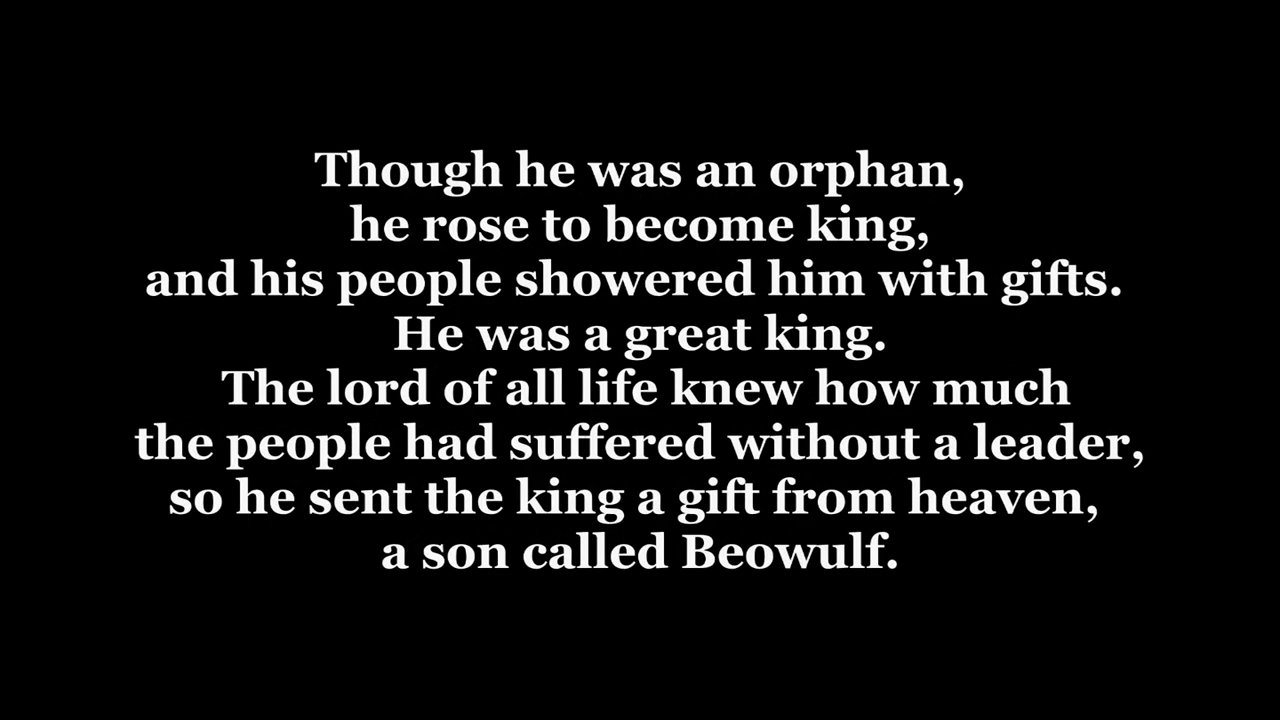 Though he was an orphan,
he rose to become king,
and his people showered him with gifts.
He was a great king.
The lord of all life knew how much
the people had suffered without a leader,
so he sent the king a gift from heaven,
a son called Beowulf.